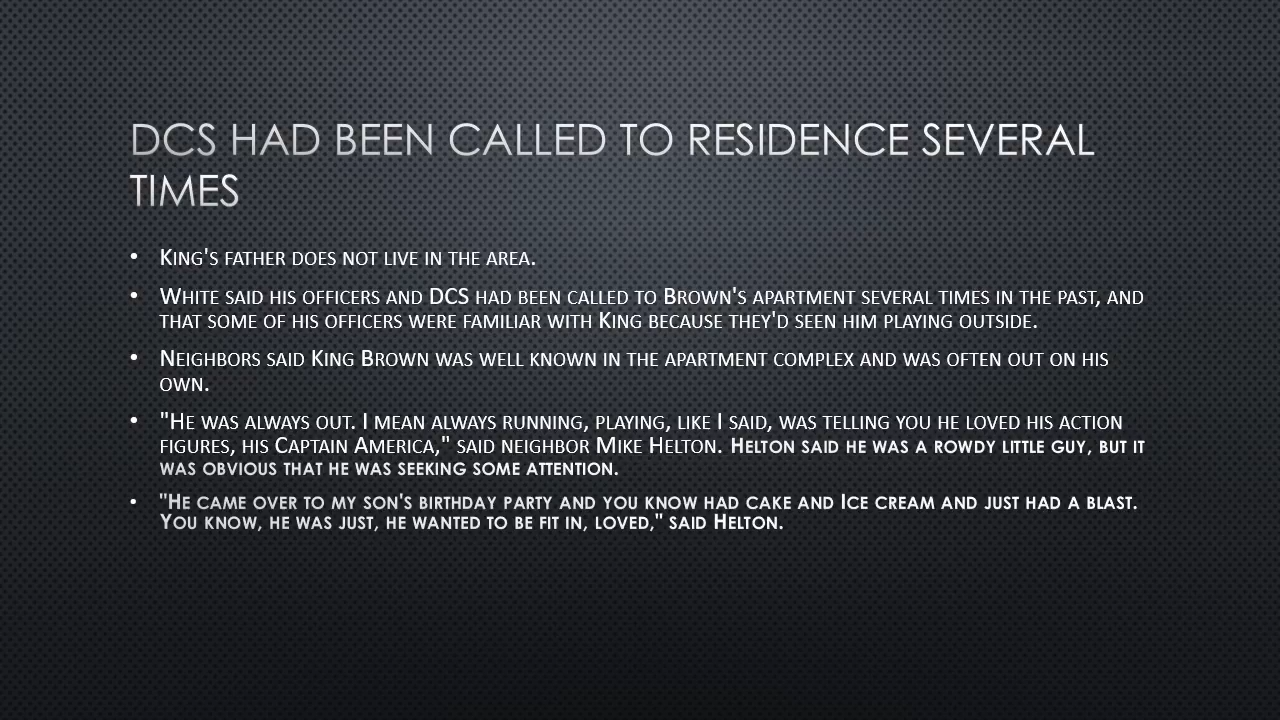 DCS HAD BEEN CALLED TO RESIDENCE SEVERAL
TIMES
• KING'S FATHER DOES NOT LIVE IN THE AREA.
• WHITE SAID HIS OFFICERS AND DCS HAD BEEN CALLED TO BROWN'S APARTMENT SEVERAL TIMES IN THE PAST, AND
THAT SOME OF HIS OFFICERS WERE FAMILIAR WITH KING BECAUSE THEY'D SEEN HIM PLAYING OUTSIDE.
• NEIGHBORS SAID KING BROWN WAS WELL KNOWN IN THE APARTMENT COMPLEX AND WAS OFTEN OUT ON HIS
OWN.
• "HE WAS ALWAYS OUT. I MEAN ALWAYS RUNNING, PLAYING, LIKE I SAID, WAS TELLING YOU HE LOVED HIS ACTION
FIGURES, HIS CAPTAIN AMERICA," SAID NEIGHBOR MIKE HELTON. HELTON SAID HE WAS A ROWDY LITTLE GUY, BUT IT
WAS OBVIOUS THAT HE WAS SEEKING SOME ATTENTION.
• "HE CAME OVER TO MY SON'S BIRTHDAY PARTY AND YOU KNOW HAD CAKE AND ICE CREAM AND JUST HAD A BLAST.
YOU KNOW, HE WAS JUST, HE WANTED TO BE FIT IN, LOVED," SAID HELTON.